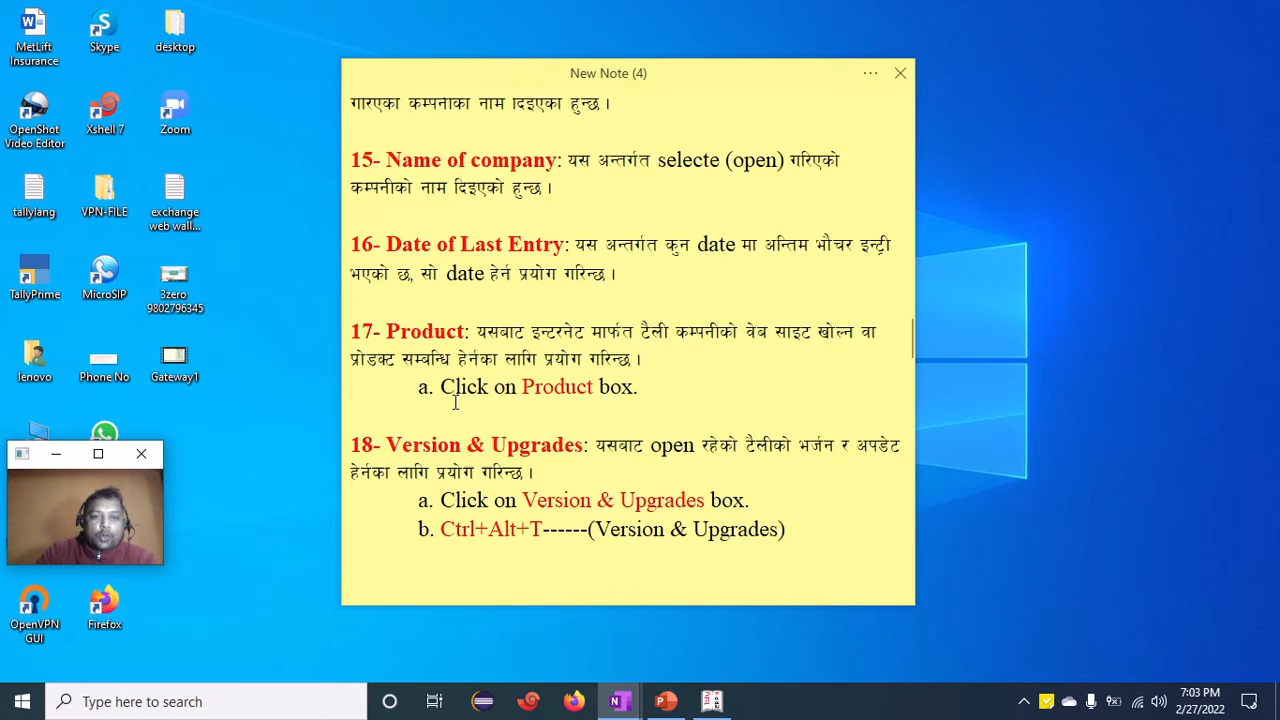 MetLift
Insurance
Skype
desktop
OpenShot
Video Editor
Xshell 7
Zoom
tallylang
VPN-FILE
exchange
web wall...
TallyPrime
MicroSIP
3zero
9802796345
lenovo
Phone No
Gateway1
OpenVPN
GUI
Firefox
New Note (4)
गरिएका कम्पनीका नाम दिइएका हुन्छ ।
15- Name of company: यस अन्तर्गत selecte (open) गरिएको
कम्पनीको नाम दिइएको हुन्छ ।
16- Date of Last Entry: यस अन्तर्गत कुन date मा अन्तिम भौचर इन्ट्री
भएको छ, सो date हेर्न प्रयोग गरिन्छ ।
17- Product: यसबाट इन्टरनेट मार्फत टैली कम्पनीको वेब साइट खोल्न वा
प्रोडक्ट सम्वन्धि हेर्नका लागि प्रयोग गरिन्छ ।
a. Click on Product box.
18- Version & Upgrades: यसबाट open रहेको टैलीको भर्जन र अपडेट
हेर्नका लागि प्रयोग गरिन्छ ।
a. Click on Version & Upgrades box.
b. Ctrl+Alt+T------(Version & Upgrades)
Type here to search
7:03 PM
2/27/2022